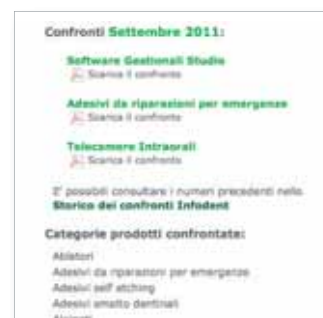 Confronti Settembre 2011:
Software Gestionali Studio
Scarica il confronto
Adesivi da riparazioni per emergenze
Scarica il confronto
Telecamere Intraorali
Scarica il confronto
E' possibili consultare i numeri precedenti nello
Storico dei confronti Infodent
Categorie prodotti confrontate:
Ablatori
Adesivi da riparazioni per emergenze
Adesivi self etching
Adesivi smalto dentinali